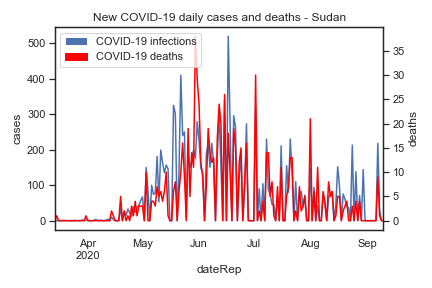 New COVID-19 daily cases and deaths - Sudan
COVID-19 infections
COVID-19 deaths
500
400
300
200
100
0
cases
35
30
25
20
15
10
5
0
deaths
Apr
2020
May
Jun
Jul
Aug
Sep
dateRep